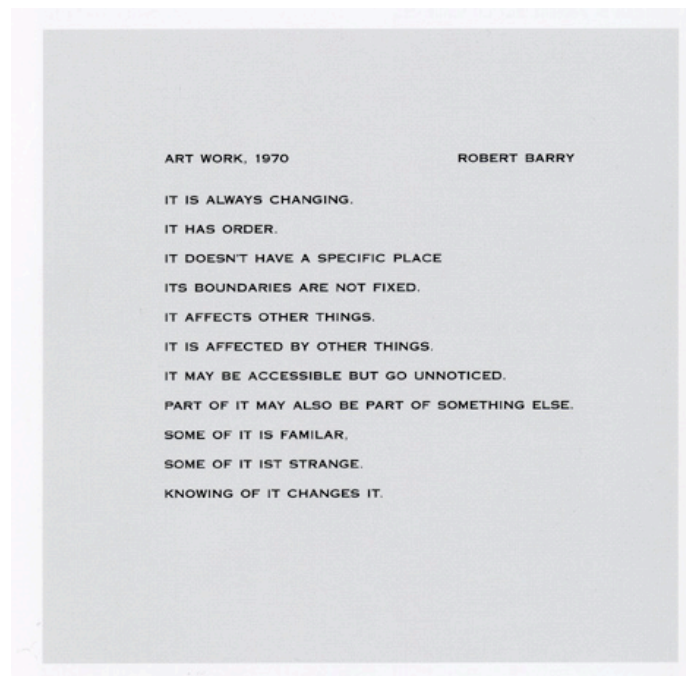 ART WORK, 1970 ROBERT BARRY
IT IS ALWAYS CHANGING.
IT HAS ORDER.
IT DOESN'T HAVE A SPECIFIC PLACE
ITS BOUNDARIES ARE NOT FIXED.
IT AFFECTS OTHER THINGS.
IT IS AFFECTED BY OTHER THINGS.
IT MAY BE ACCESSIBLE BUT GO UNNOTICED.
PART OF IT MAY ALSO BE PART OF SOMETHING ELSE.
SOME OF IT IS FAMILAR,
SOME OF IT IST STRANGE.
KNOWING OF IT CHANGES IT.